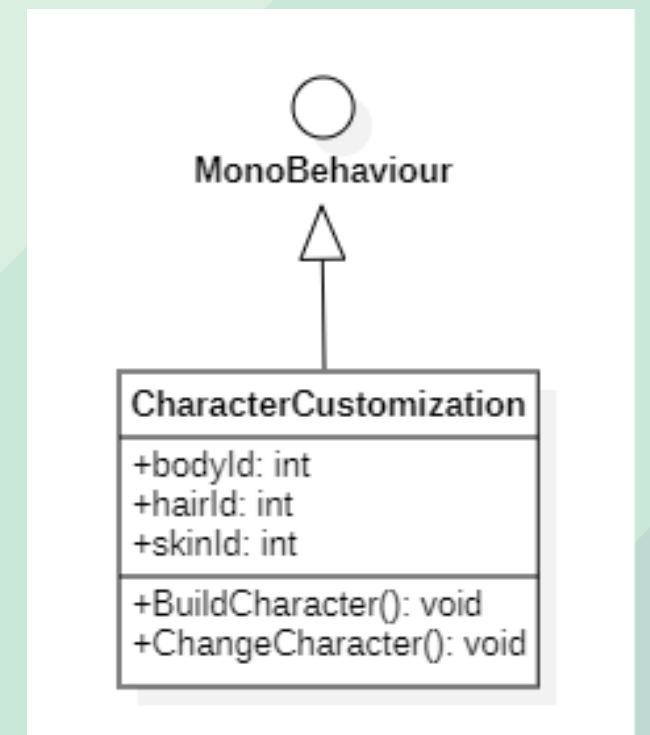 MonoBehaviour
CharacterCustomization
+bodyId: int
+hairId: int
+skinId: int
+BuildCharacter(): void
+ChangeCharacter(): void